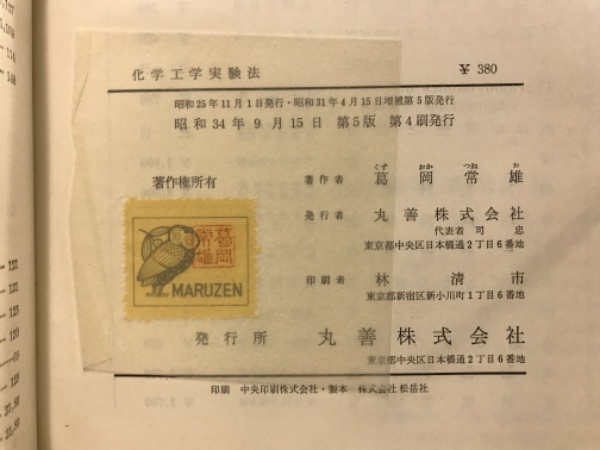 化学工学実験法 ¥ 380
昭和25年11月1日発行・昭和31年4月15日増補第5版発行
昭和34年9月15日 第5版 第4刷発行
著作権所有
くず おか つね お
著作者 葛岡常雄
発行者 丸善株式会社
代表者 司 忠
東京都中央区日本橋通2丁目6番地
葛岡常雄
MARUZEN
印刷者 林 清市
東京都新宿区新小川町1丁目6番地
発行所 丸善株式会社
東京都中央区日本橋通2丁目6番地
印刷 中央印刷株式会社・製本 株式会社松岳社